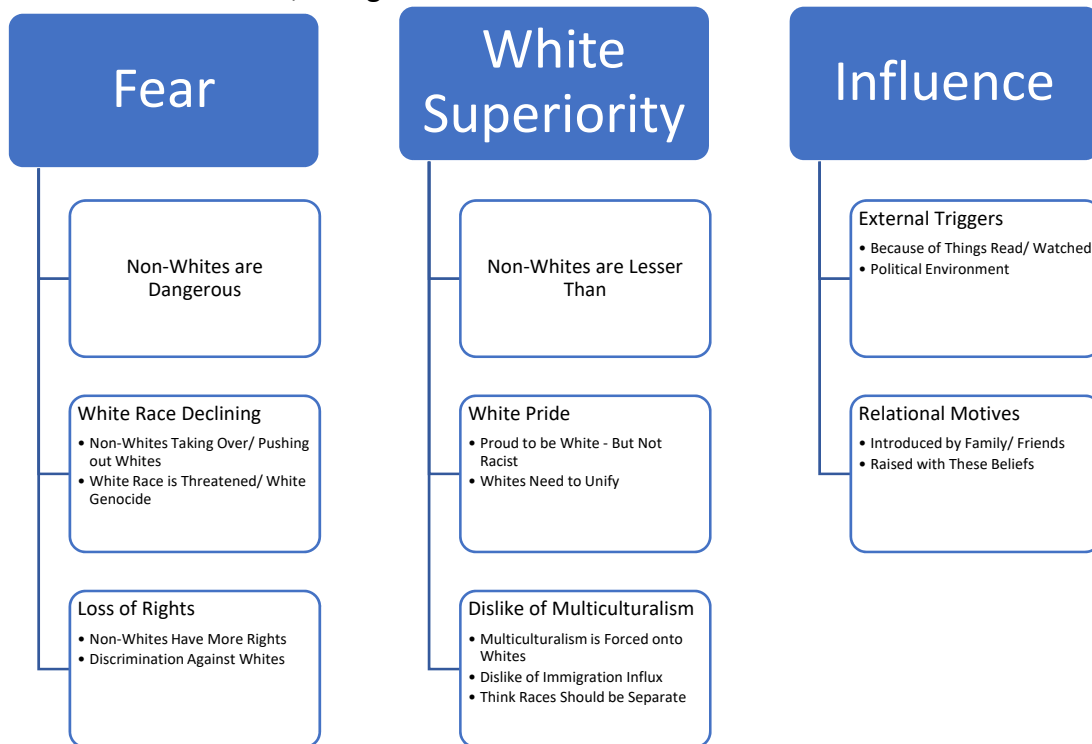 Fear
Non-Whites are
Dangerous
White Race Declining
• Non-Whites Taking Over/ Pushing
out Whites
• White Race is Threatened/ White
Genocide
Loss of Rights
• Non-Whites Have More Rights
• Discrimination Against Whites
White
Superiority
Non-Whites are Lesser
Than
White Pride
• Proud to be White - But Not
Racist
• Whites Need to Unify
Dislike of Multiculturalism
• Multiculturalism is Forced onto
Whites
• Dislike of Immigration Influx
• Think Races Should be Separate
Influence
External Triggers
• Because of Things Read/ Watched
• Political Environment
Relational Motives
• Introduced by Family/ Friends
• Raised with These Beliefs